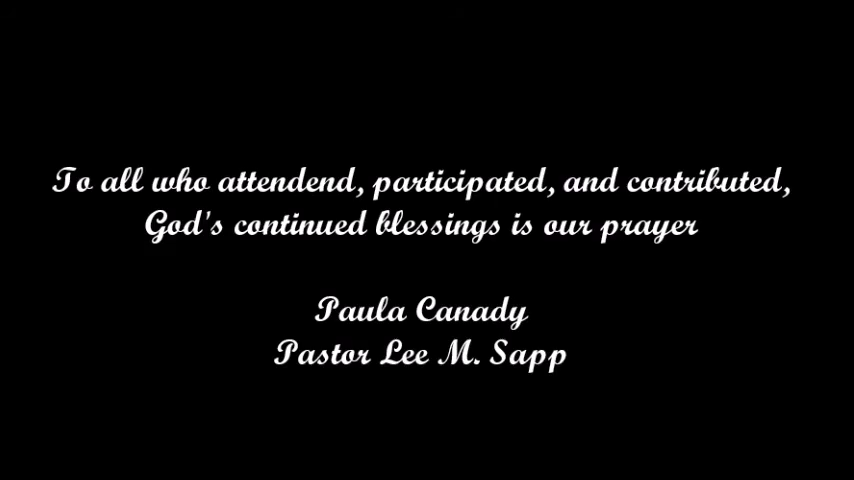 To all who attendend, participated, and contributed,
God's continued blessings is our prayer
Paula Canady
Pastor Lee M. Sapp